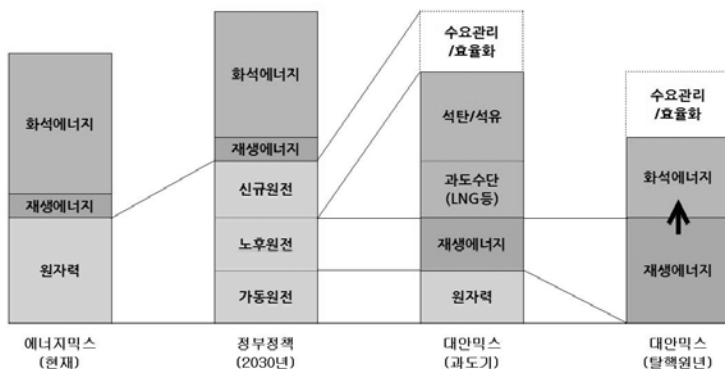 화석에너지
재생에너지
원자력
에너지믹스
(현재)
화석에너지
재생에너지
신규원전
노후원전
가동원전
정부정책
(2030년)
수요관리
/효율화
석탄/석유
과도수단
(LNG등)
재생에너지
원자력
대안믹스
(과도기)
수요관리
/효율화
화석에너지
재생에너지
대안믹스
(탈핵원년)